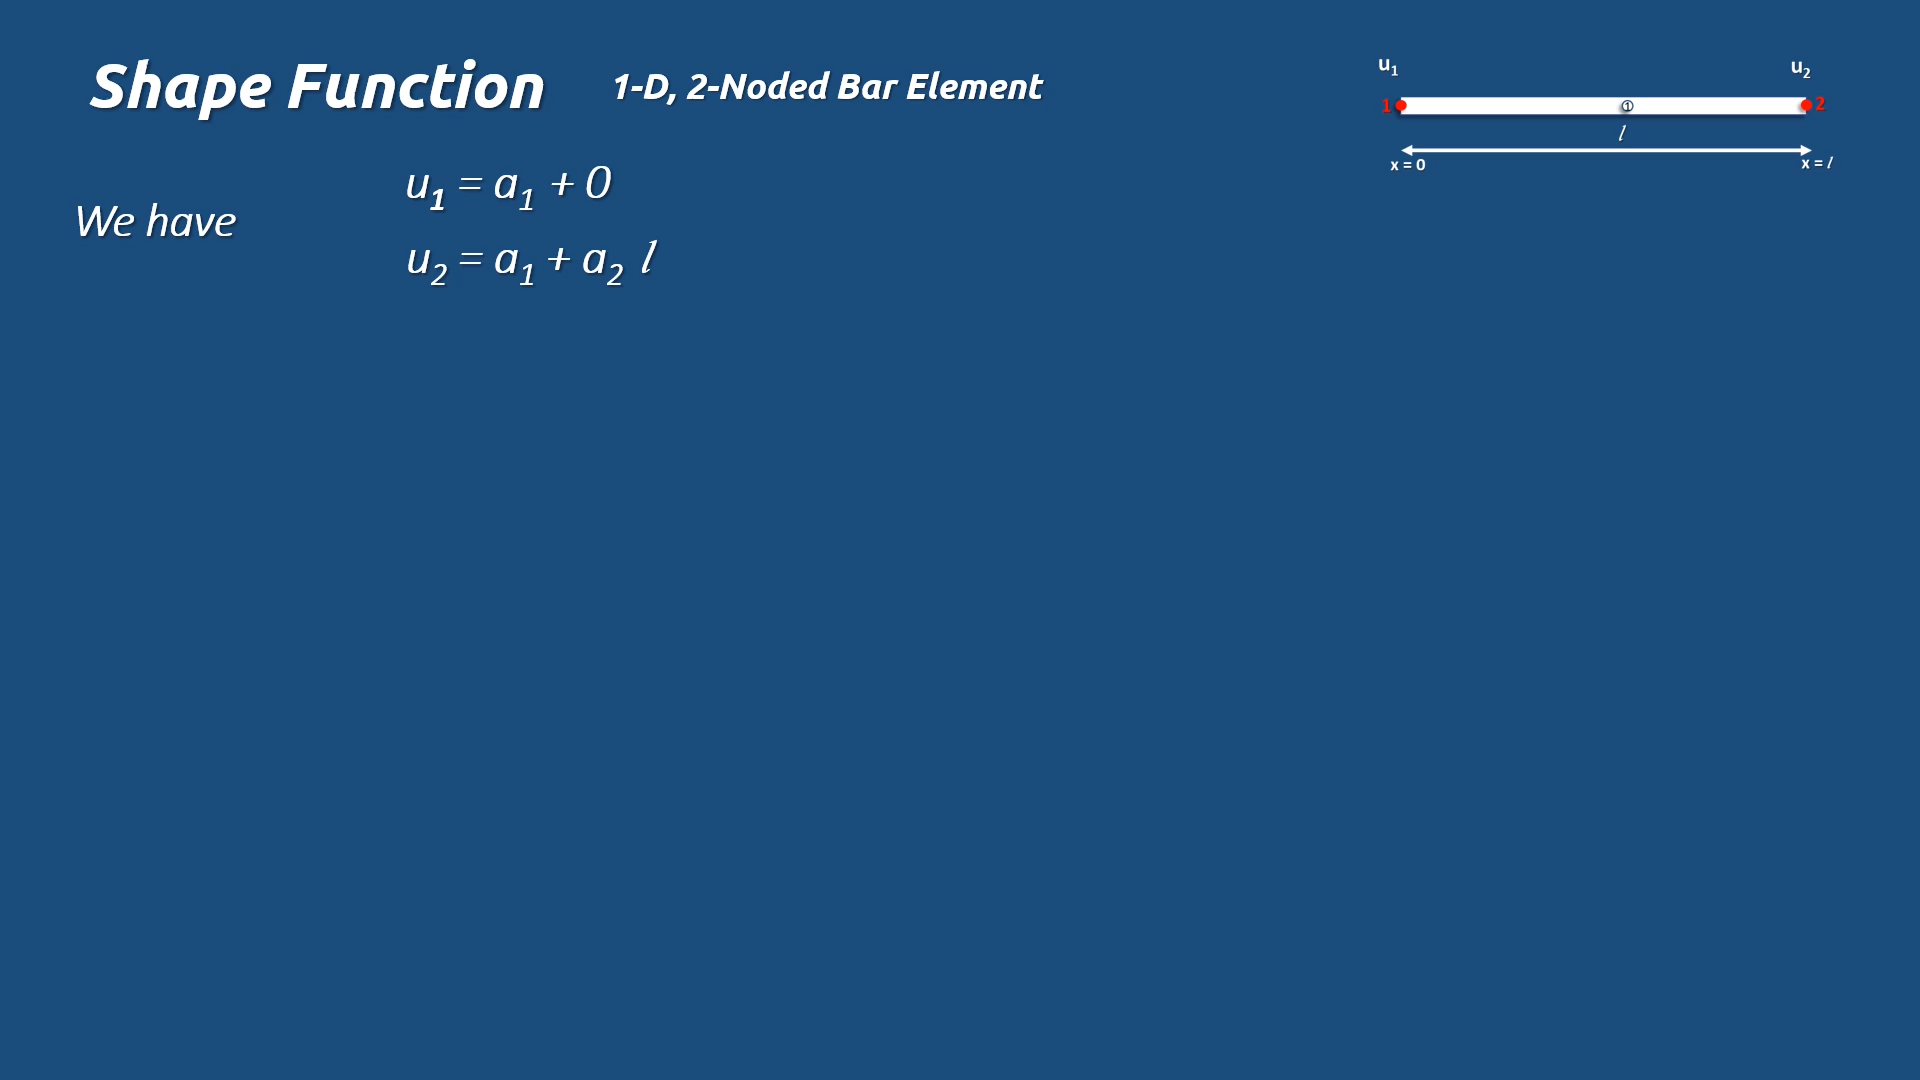 Shape Function 1-D, 2-Noded Bar Element
u₁ u₂
1 ① 2
l
x = 0 x = l
We have
u₁ = a₁ + 0
u₂ = a₁ + a₂ l